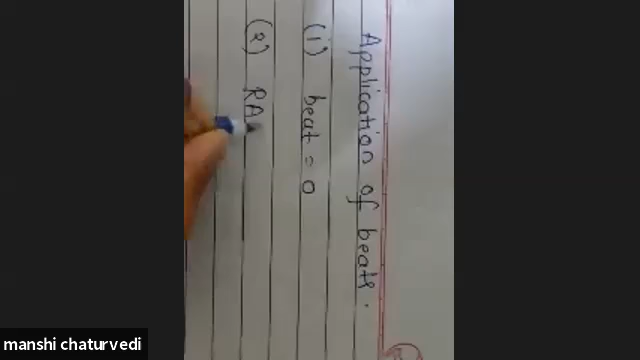 Application of beats.
(1) beat = 0
(2) RA
manshi chaturvedi